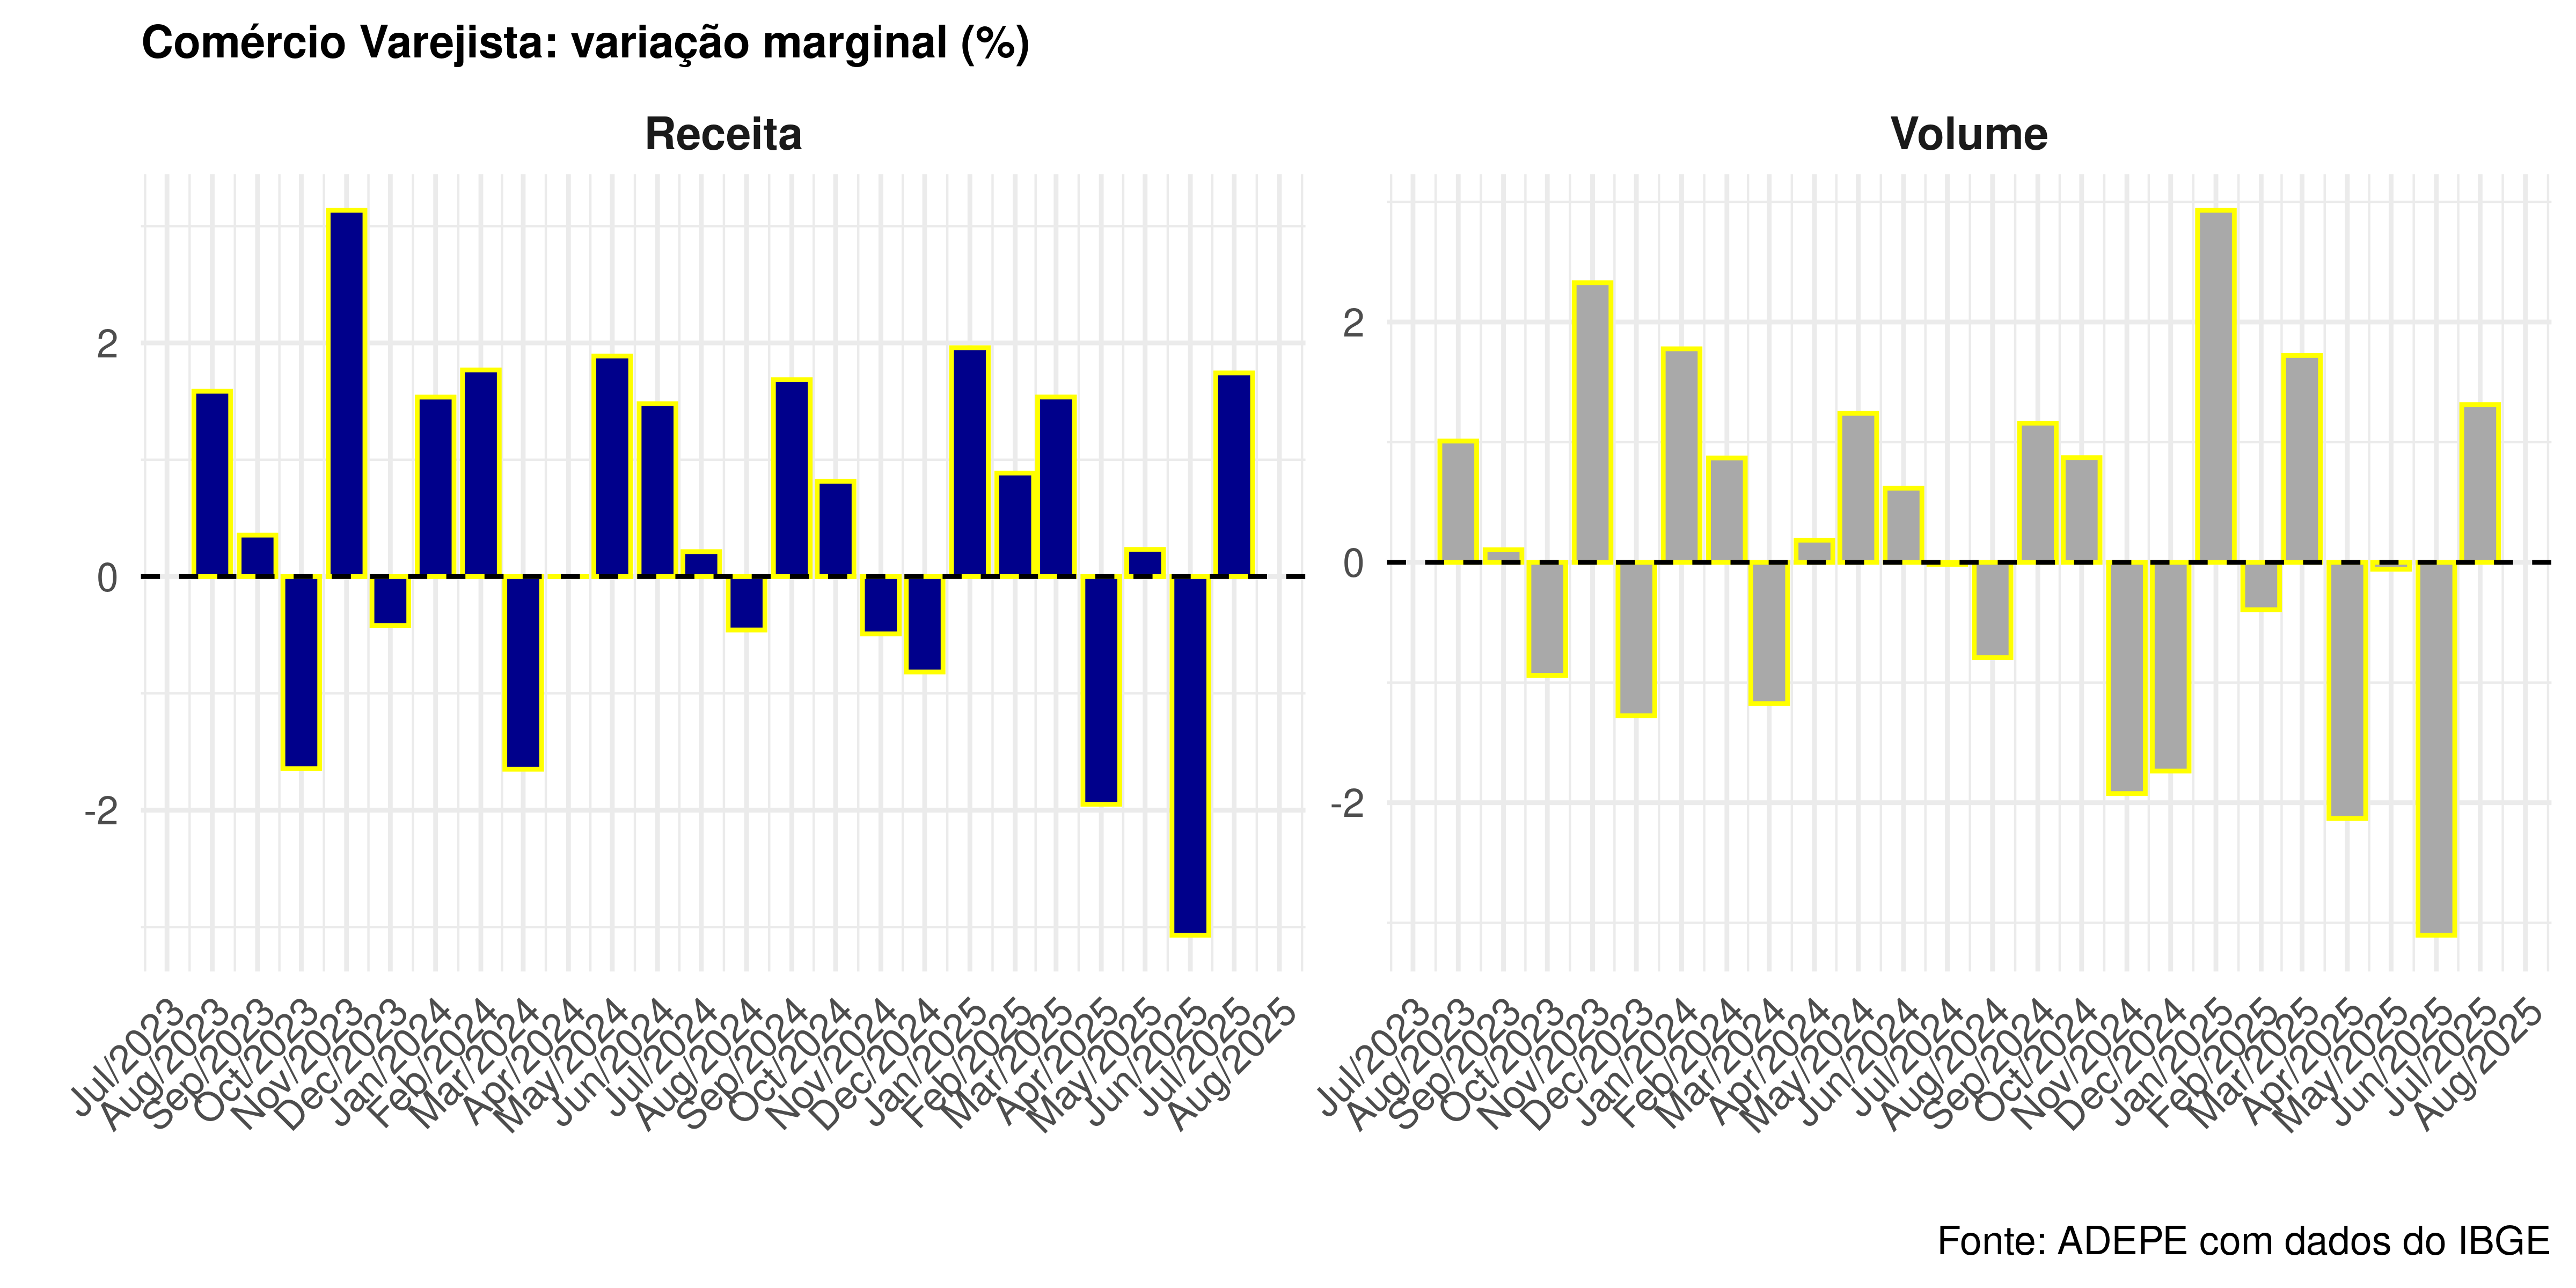 Comércio Varejista: variação marginal (%)
Receita
2
0
-2
Jul/2023
Aug/2023
Sep/2023
Oct/2023
Nov/2023
Dec/2023
Jan/2024
Feb/2024
Mar/2024
Apr/2024
May/2024
Jun/2024
Jul/2024
Aug/2024
Sep/2024
Oct/2024
Nov/2024
Dec/2024
Jan/2025
Feb/2025
Mar/2025
Apr/2025
May/2025
Jun/2025
Jul/2025
Aug/2025
Volume
2
0
-2
Jul/2023
Aug/2023
Sep/2023
Oct/2023
Nov/2023
Dec/2023
Jan/2024
Feb/2024
Mar/2024
Apr/2024
May/2024
Jun/2024
Jul/2024
Aug/2024
Sep/2024
Oct/2024
Nov/2024
Dec/2024
Jan/2025
Feb/2025
Mar/2025
Apr/2025
May/2025
Jun/2025
Jul/2025
Aug/2025
Fonte: ADEPE com dados do IBGE